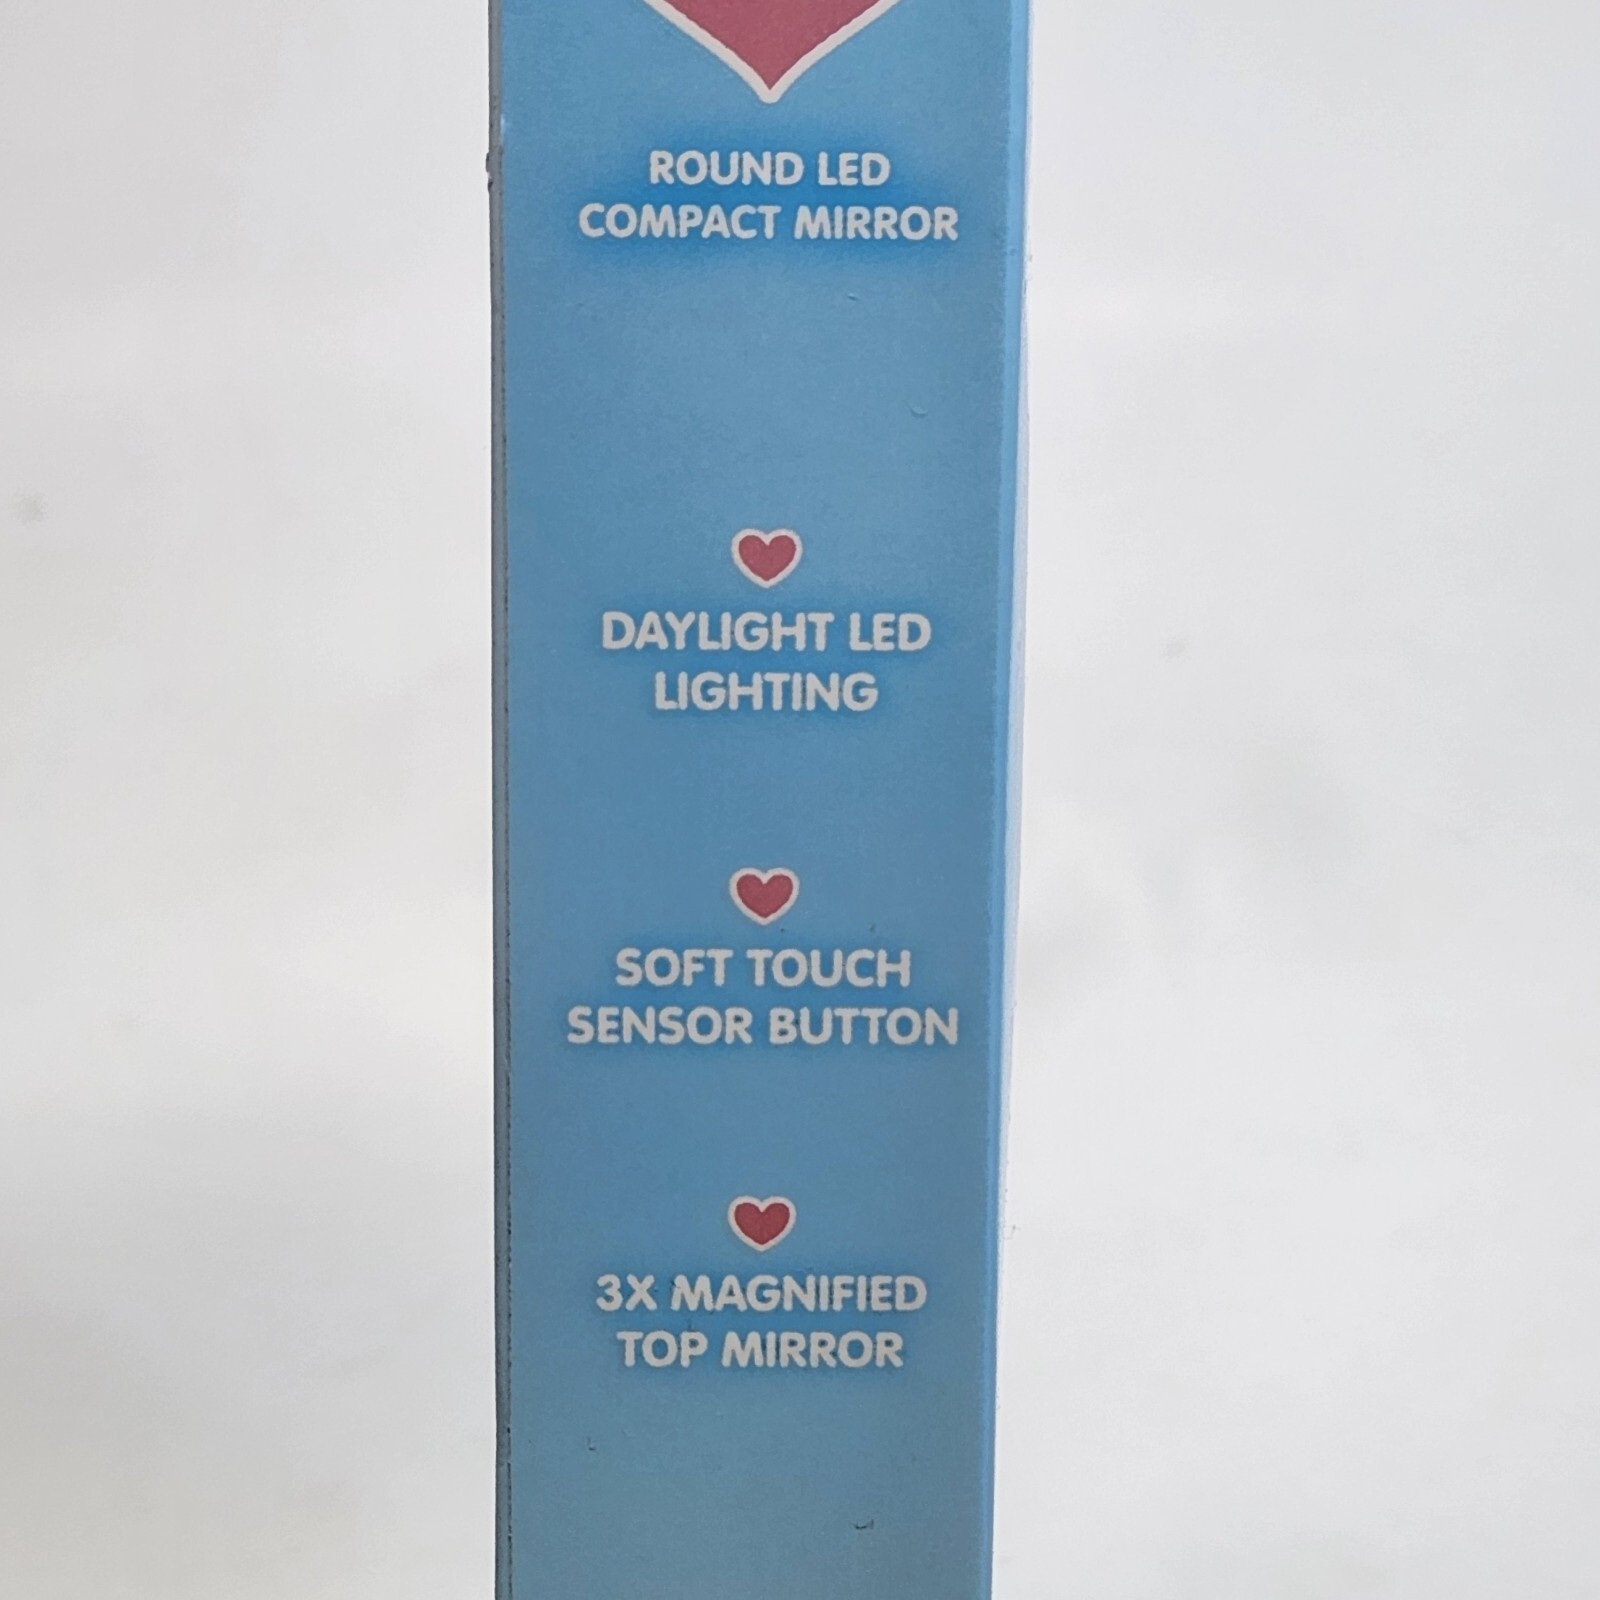 ROUND LED
COMPACT MIRROR
DAYLIGHT LED
LIGHTING
SOFT TOUCH
SENSOR BUTTON
3X MAGNIFIED
TOP MIRROR